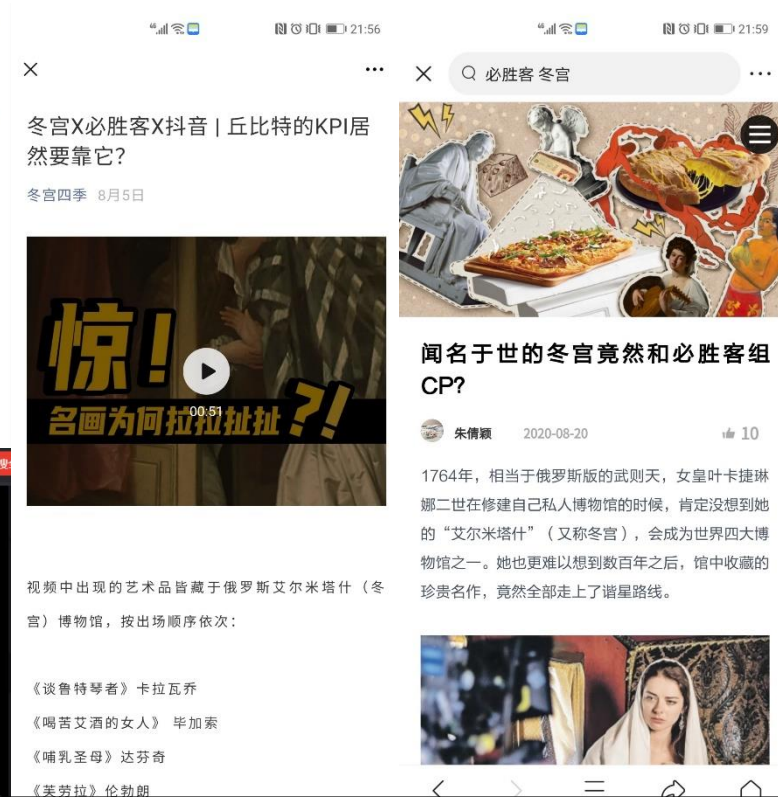 21:56
冬宫X必胜客X抖音 | 丘比特的KPI居
然要靠它?
冬宫四季 8月5日
惊!
名画为何拉拉扯扯?!
00:51
视频中出现的艺术品皆藏于俄罗斯艾尔米塔什（冬
宫）博物馆，按出场顺序依次：
《谈鲁特琴者》卡拉瓦乔
《喝苦艾酒的女人》 毕加索
《哺乳圣母》达芬奇
《芙劳拉》伦勃朗
21:59
必胜客 冬宫
闻名于世的冬宫竟然和必胜客组
CP?
朱倩颖 2020-08-20 10
1764年，相当于俄罗斯版的武则天，女皇叶卡捷琳
娜二世在修建自己私人博物馆的时候，肯定没想到她
的“艾尔米塔什”（又称冬宫），会成为世界四大博
物馆之一。她也更难以想到数百年之后，馆中收藏的
珍贵名作，竟然全部走上了谐星路线。